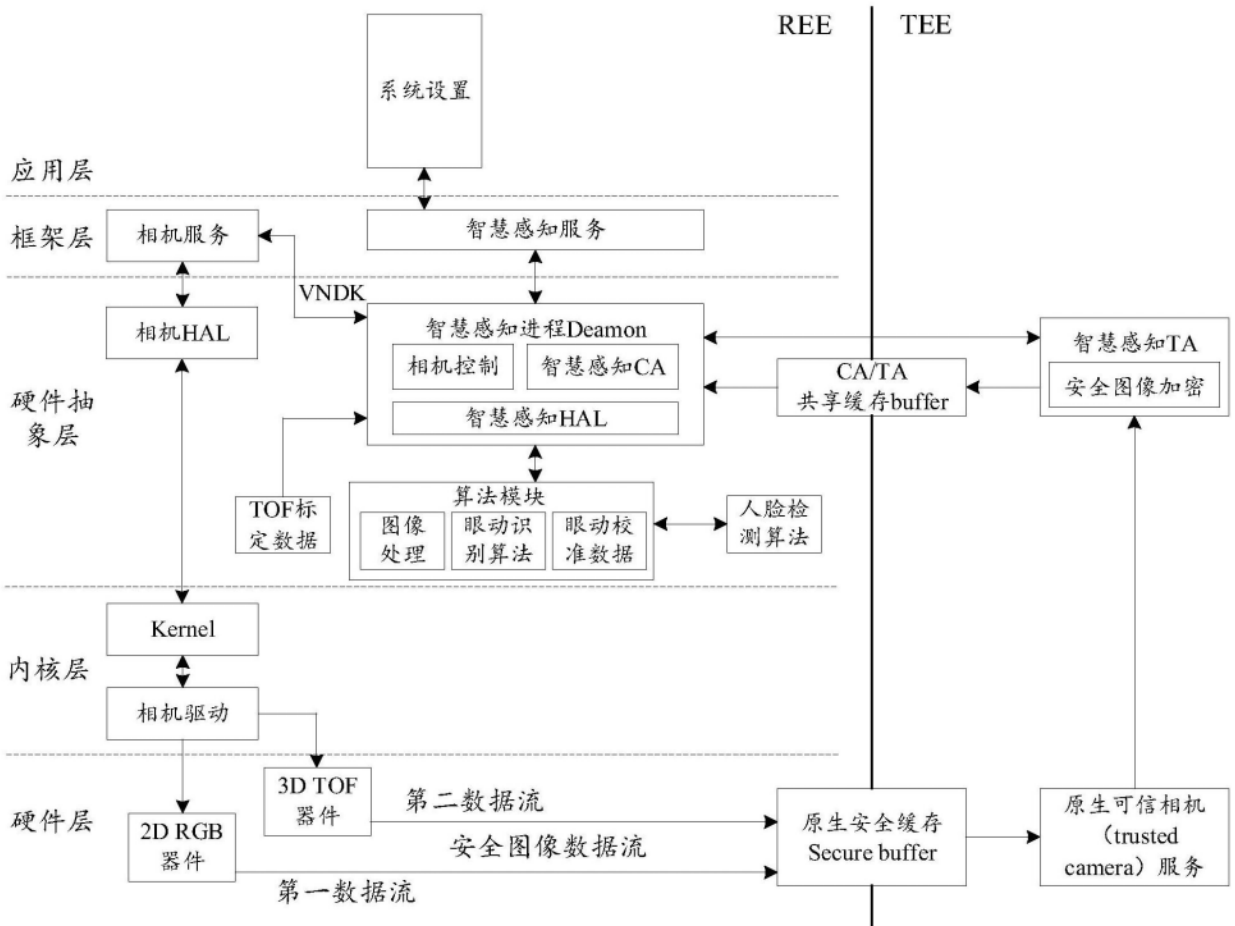 REE
TEE
系统设置
应用层
框架层
相机服务
智慧感知服务
VNDK
相机HAL
智慧感知进程Deamon
相机控制
智慧感知CA
智慧感知HAL
硬件抽
象层
CA/TA
共享缓存buffer
智慧感知TA
安全图像加密
TOF标
定数据
算法模块
图像
处理
眼动识
别算法
眼动校
准数据
人脸检
测算法
Kernel
内核层
相机驱动
硬件层
3D TOF
器件
2D RGB
器件
第二数据流
安全图像数据流
第一数据流
原生安全缓存
Secure buffer
原生可信相机
(trusted
camera)服务